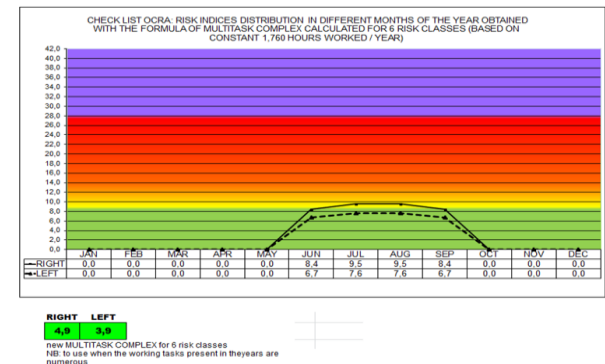 CHECK LIST OCRA: RISK INDICES DISTRIBUTION IN DIFFERENT MONTHS OF THE YEAR OBTAINED
WITH THE FORMULA OF MULTITASK COMPLEX CALCULATED FOR 6 RISK CLASSES (BASED ON
CONSTANT 1,760 HOURS WORKED / YEAR)
42,0
40,0
38,0
36,0
34,0
32,0
30,0
28,0
26,0
24,0
22,0
20,0
18,0
16,0
14,0
12,0
10,0
8,0
6,0
4,0
2,0
0,0
JAN FEB MAR APR MAY JUN JUL AUG SEP OCT NOV DEC
RIGHT 0,0 0,0 0,0 0,0 0,0 8,4 9,5 9,5 8,4 0,0 0,0 0,0
LEFT 0,0 0,0 0,0 0,0 0,0 6,7 7,6 7,6 6,7 0,0 0,0 0,0
RIGHT LEFT
4,9 3,9
new MULTITASK COMPLEX for 6 risk classes
NB: to use when the working tasks present in theyears are
numerous